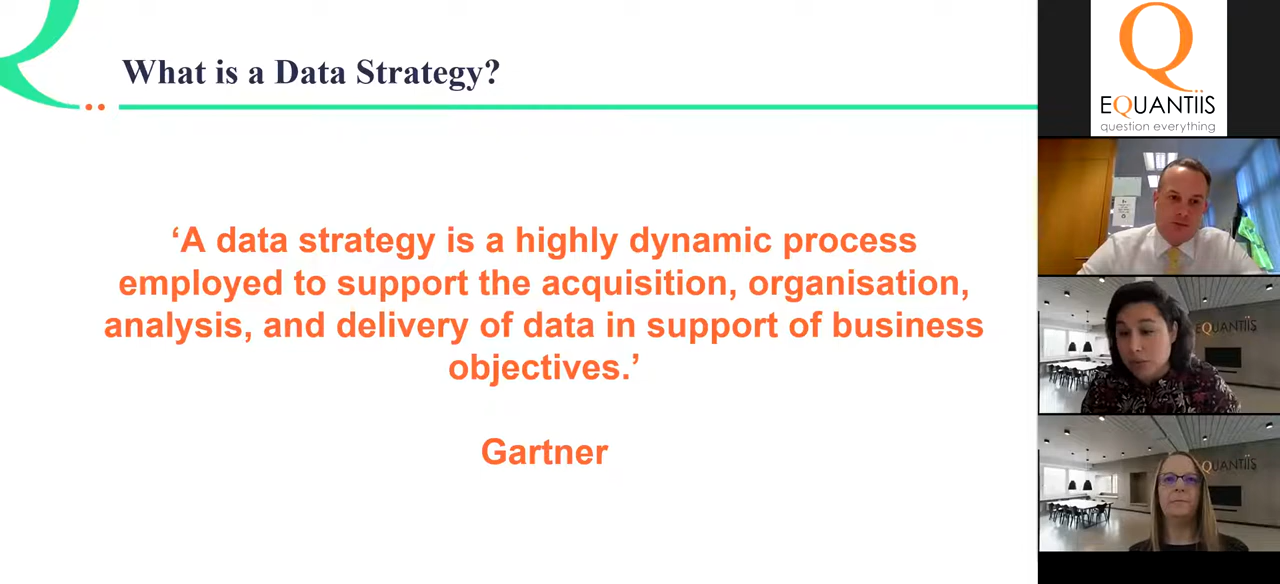 What is a Data Strategy?
‘A data strategy is a highly dynamic process
employed to support the acquisition, organisation,
analysis, and delivery of data in support of business
objectives.’
Gartner
EQUANTIIS
question everything
EQUANTIIS
QUANTIIS